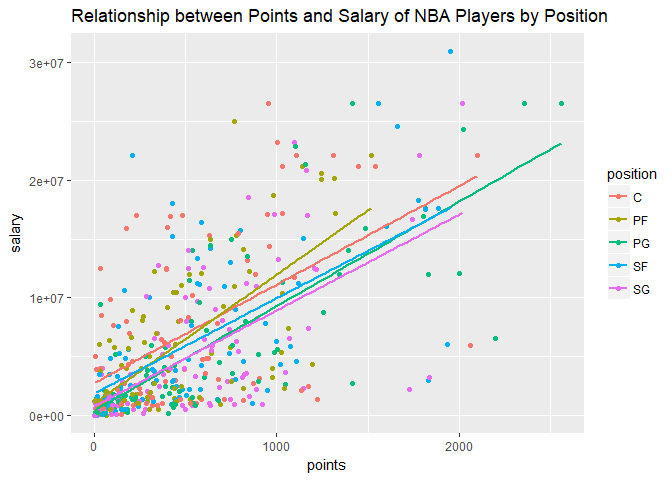 Relationship between Points and Salary of NBA Players by Position
3e+07
2e+07
1e+07
0e+00
salary
0
1000
2000
points
position
C
PF
PG
SF
SG